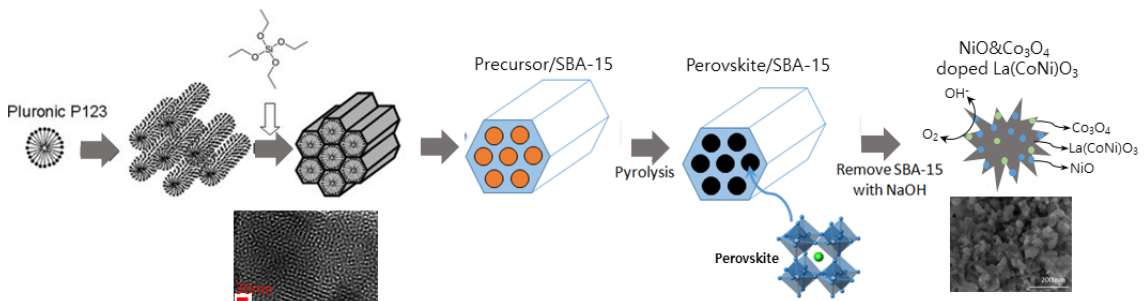 Pluronic P123
O
O
Si
O
O
Precursor/SBA-15
Pyrolysis
Perovskite/SBA-15
Perovskite
Remove SBA-15
with NaOH
NiO&Co₃O₄
doped La(CoNi)O₃
OH⁻
O₂
Co₃O₄
La(CoNi)O₃
NiO